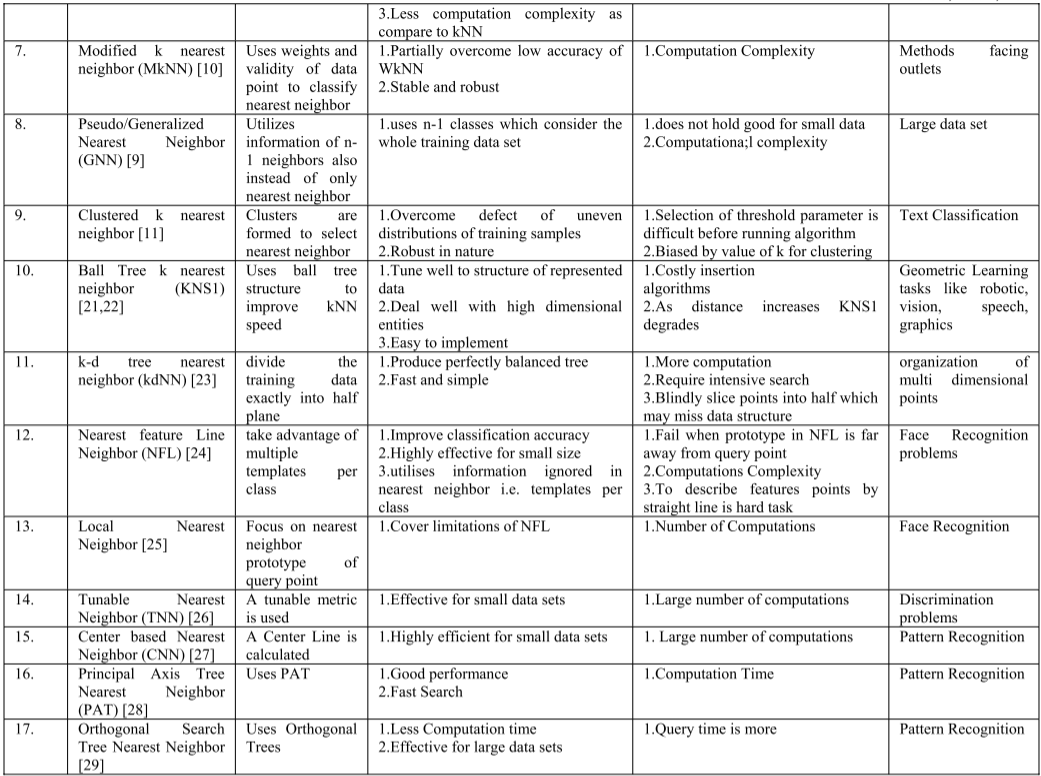 3.Less computation complexity as
compare to kNN
7.
Modified k nearest
neighbor (MkNN) [10]
Uses weights and
validity of data
point to classify
nearest neighbor
1.Partially overcome low accuracy of
WkNN
2.Stable and robust
1.Computation Complexity
Methods facing
outlets
8.
Pseudo/Generalized
Nearest Neighbor
(GNN) [9]
Utilizes
information of n-
1 neighbors also
instead of only
nearest neighbor
1.uses n-1 classes which consider the
whole training data set
1.does not hold good for small data
2.Computationa;l complexity
Large data set
9.
Clustered k nearest
neighbor [11]
Clusters are
formed to select
nearest neighbor
1.Overcome defect of uneven
distributions of training samples
2.Robust in nature
1.Selection of threshold parameter is
difficult before running algorithm
2.Biased by value of k for clustering
Text Classification
10.
Ball Tree k nearest
neighbor (KNS1)
[21,22]
Uses ball tree
structure to
improve kNN
speed
1.Tune well to structure of represented
data
2.Deal well with high dimensional
entities
3.Easy to implement
1.Costly insertion
algorithms
2.As distance increases KNS1
degrades
Geometric Learning
tasks like robotic,
vision, speech,
graphics
11.
k-d tree nearest
neighbor (kdNN) [23]
divide the
training data
exactly into half
plane
1.Produce perfectly balanced tree
2.Fast and simple
1.More computation
2.Require intensive search
3.Blindly slice points into half which
may miss data structure
organization of
multi dimensional
points
12.
Nearest feature Line
Neighbor (NFL) [24]
take advantage of
multiple
templates per
class
1.Improve classification accuracy
2.Highly effective for small size
3.utilises information ignored in
nearest neighbor i.e. templates per
class
1.Fail when prototype in NFL is far
away from query point
2.Computations Complexity
3.To describe features points by
straight line is hard task
Face Recognition
problems
13.
Local Nearest
Neighbor [25]
Focus on nearest
neighbor
prototype of
query point
1.Cover limitations of NFL
1.Number of Computations
Face Recognition
14.
Tunable Nearest
Neighbor (TNN) [26]
A tunable metric
is used
1.Effective for small data sets
1.Large number of computations
Discrimination
problems
15.
Center based Nearest
Neighbor (CNN) [27]
A Center Line is
calculated
1.Highly efficient for small data sets
1. Large number of computations
Pattern Recognition
16.
Principal Axis Tree
Nearest Neighbor
(PAT) [28]
Uses PAT
1.Good performance
2.Fast Search
1.Computation Time
Pattern Recognition
17.
Orthogonal Search
Tree Nearest Neighbor
[29]
Uses Orthogonal
Trees
1.Less Computation time
2.Effective for large data sets
1.Query time is more
Pattern Recognition